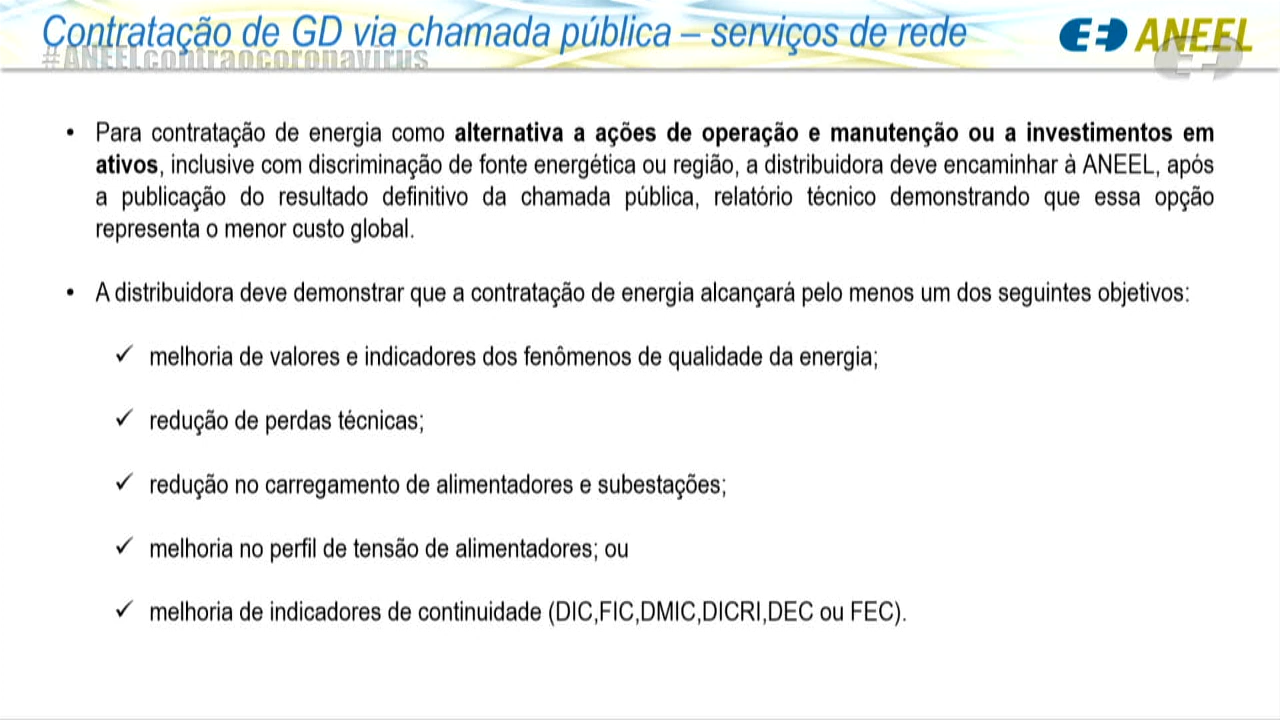 Contratação de GD via chamada pública – serviços de rede
ANEEL
#ANEELcontraocoronavirus
• Para contratação de energia como alternativa a ações de operação e manutenção ou a investimentos em
ativos, inclusive com discriminação de fonte energética ou região, a distribuidora deve encaminhar à ANEEL, após
a publicação do resultado definitivo da chamada pública, relatório técnico demonstrando que essa opção
representa o menor custo global.
• A distribuidora deve demonstrar que a contratação de energia alcançará pelo menos um dos seguintes objetivos:
✓ melhoria de valores e indicadores dos fenômenos de qualidade da energia;
✓ redução de perdas técnicas;
✓ redução no carregamento de alimentadores e subestações;
✓ melhoria no perfil de tensão de alimentadores; ou
✓ melhoria de indicadores de continuidade (DIC,FIC,DMIC,DICRI,DEC ou FEC).